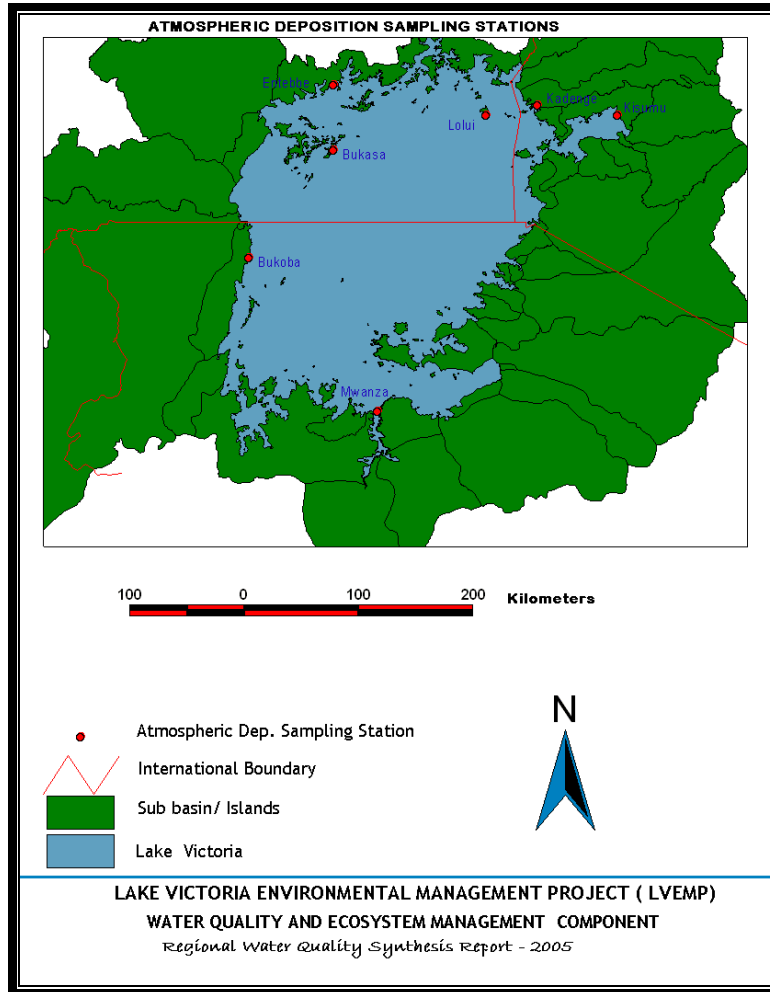 ATMOSPHERIC DEPOSITION SAMPLING STATIONS
Entebbe
Kadenge
Kisumu
Lolui
Bukasa
Bukoba
Mwanza
100 0 100 200 Kilometers
N
Atmospheric Dep. Sampling Station
International Boundary
Sub basin/ Islands
Lake Victoria
LAKE VICTORIA ENVIRONMENTAL MANAGEMENT PROJECT ( LVEMP)
WATER QUALITY AND ECOSYSTEM MANAGEMENT COMPONENT
Regional Water Quality Synthesis Report - 2005